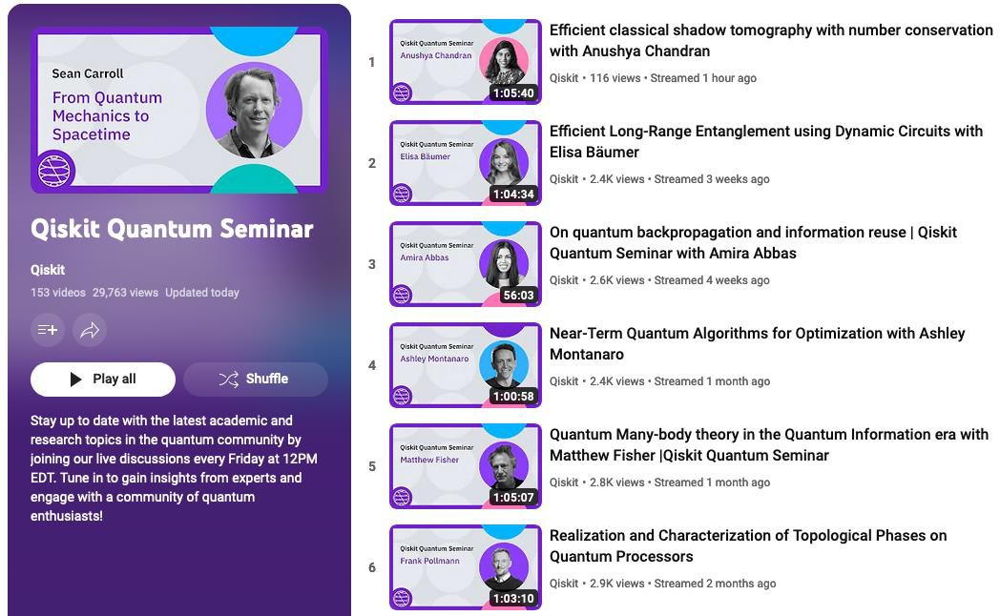 Sean Carroll
From Quantum
Mechanics to
Spacetime
Qiskit Quantum Seminar
Qiskit
153 videos 29,763 views Updated today
Play all
Shuffle
Stay up to date with the latest academic and
research topics in the quantum community by
joining our live discussions every Friday at 12PM
EDT. Tune in to gain insights from experts and
engage with a community of quantum
enthusiasts!
1
Qiskit Quantum Seminar
Anushya Chandran
1:05:40
Efficient classical shadow tomography with number conservation
with Anushya Chandran
Qiskit • 116 views • Streamed 1 hour ago
2
Qiskit Quantum Seminar
Elisa Bäumer
1:04:34
Efficient Long-Range Entanglement using Dynamic Circuits with
Elisa Bäumer
Qiskit • 2.4K views • Streamed 3 weeks ago
3
Qiskit Quantum Seminar
Amira Abbas
56:03
On quantum backpropagation and information reuse | Qiskit
Quantum Seminar with Amira Abbas
Qiskit • 2.6K views • Streamed 4 weeks ago
4
Qiskit Quantum Seminar
Ashley Montanaro
1:00:58
Near-Term Quantum Algorithms for Optimization with Ashley
Montanaro
Qiskit • 2.4K views • Streamed 1 month ago
5
Qiskit Quantum Seminar
Matthew Fisher
1:05:07
Quantum Many-body theory in the Quantum Information era with
Matthew Fisher |Qiskit Quantum Seminar
Qiskit • 2.8K views • Streamed 1 month ago
6
Qiskit Quantum Seminar
Frank Pollmann
1:03:10
Realization and Characterization of Topological Phases on
Quantum Processors
Qiskit • 2.9K views • Streamed 2 months ago